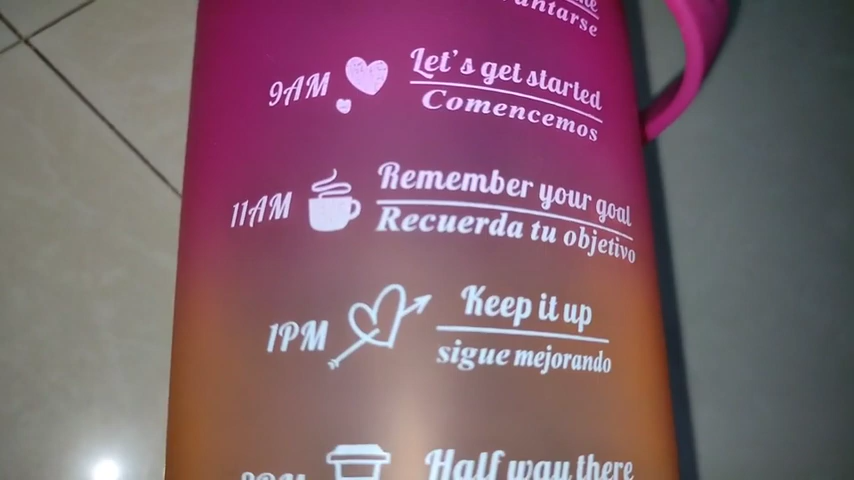 9AM
Let's get started
Comencemos
11AM
Remember your goal
Recuerda tu objetivo
1PM
Keep it up
sigue mejorando
Half way there